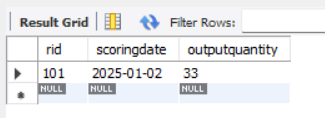 Result Grid Filter Rows:
rid scoringdate outputquantity
101 2025-01-02 33
NULL NULL NULL